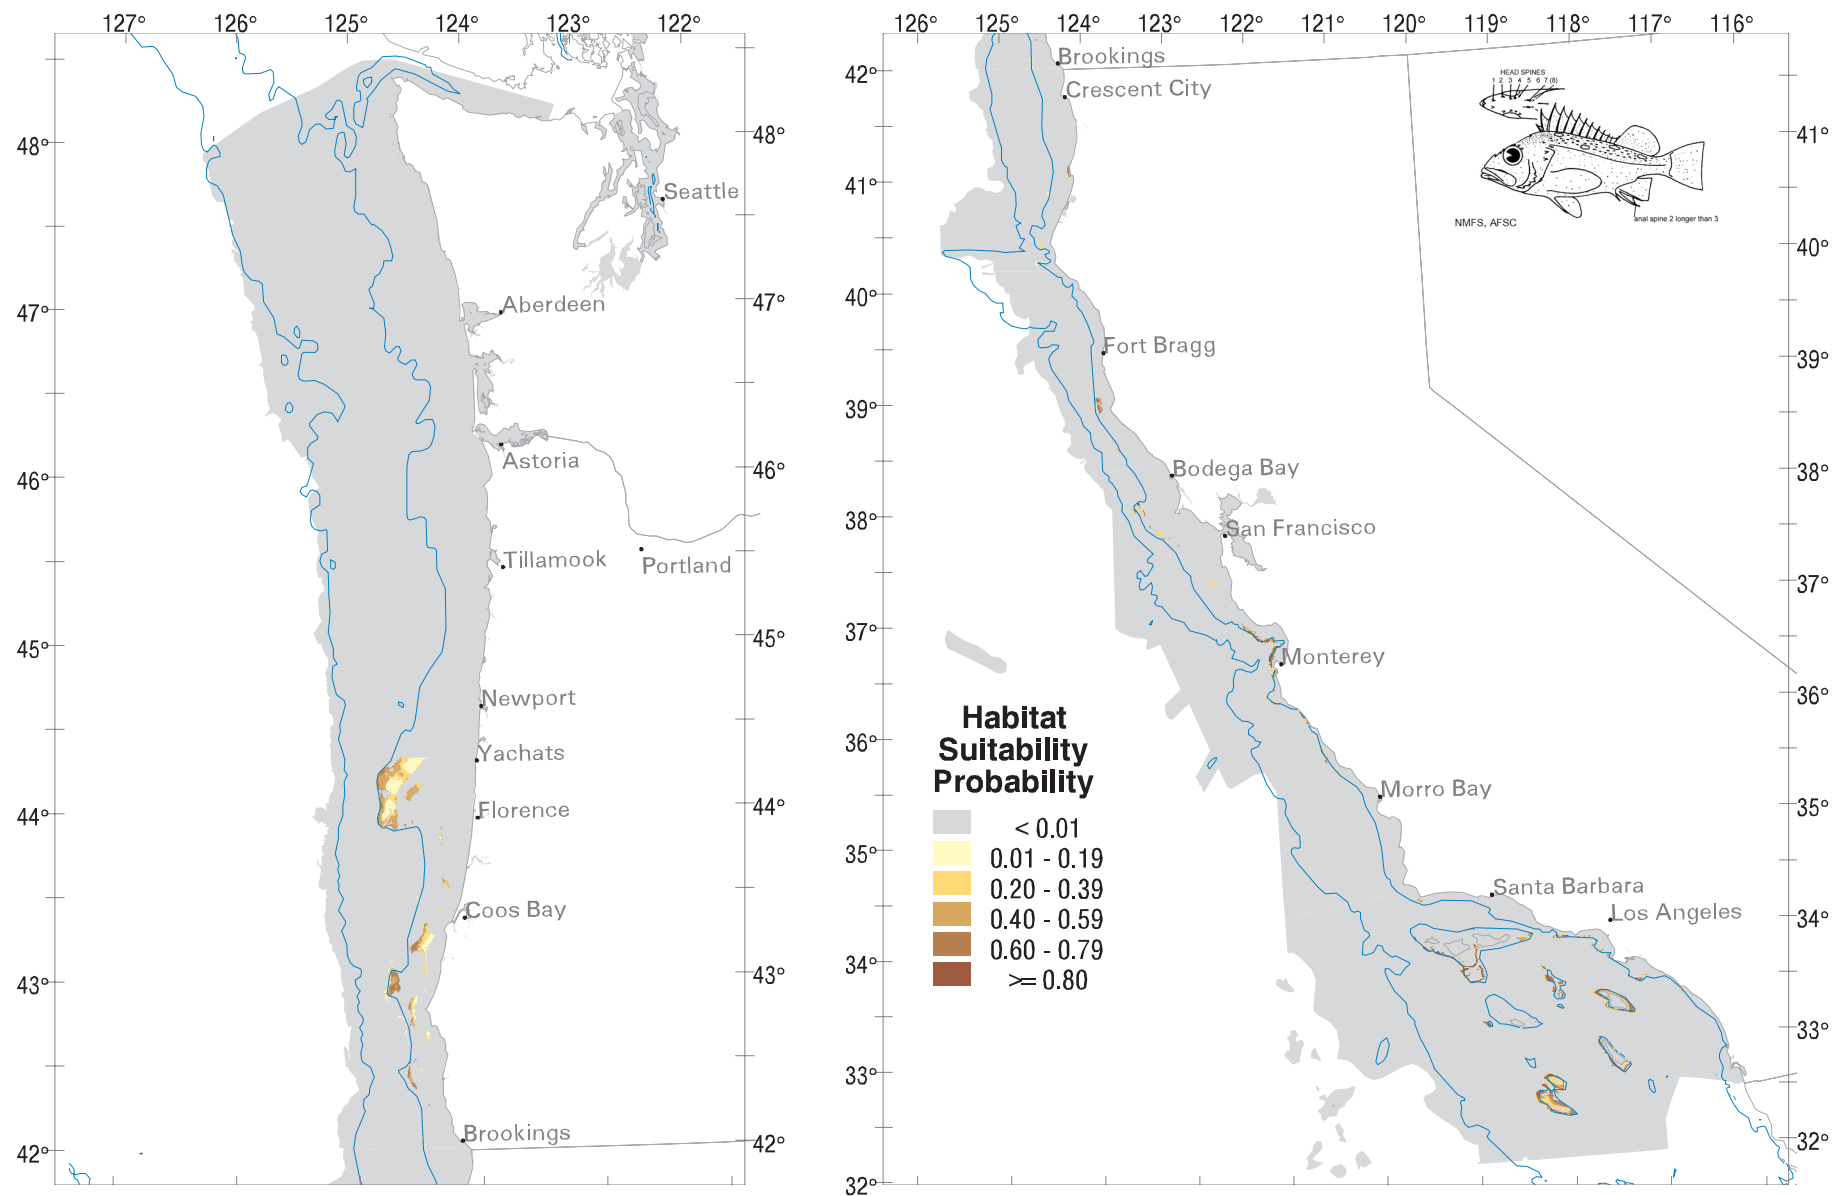 127° 126° 125° 124° 123° 122°
48°
47°
46°
45°
44°
43°
42°
Seattle
Aberdeen
Astoria
Tillamook
Portland
Newport
Yachats
Florence
Coos Bay
Brookings
48°
47°
46°
45°
44°
43°
42°
126° 125° 124° 123° 122° 121° 120° 119° 118° 117° 116°
42°
41°
40°
39°
38°
37°
36°
35°
34°
33°
32°
Brookings
Crescent City
Fort Bragg
Bodega Bay
San Francisco
Monterey
Morro Bay
Santa Barbara
Los Angeles
HEAD SPINES
1 2 3 4 5 6 7 (8)
NMFS, AFSC
anal spine 2 longer than 3
Habitat
Suitability
Probability
< 0.01
0.01 - 0.19
0.20 - 0.39
0.40 - 0.59
0.60 - 0.79
>= 0.80
41°
40°
39°
38°
37°
36°
35°
34°
33°
32°